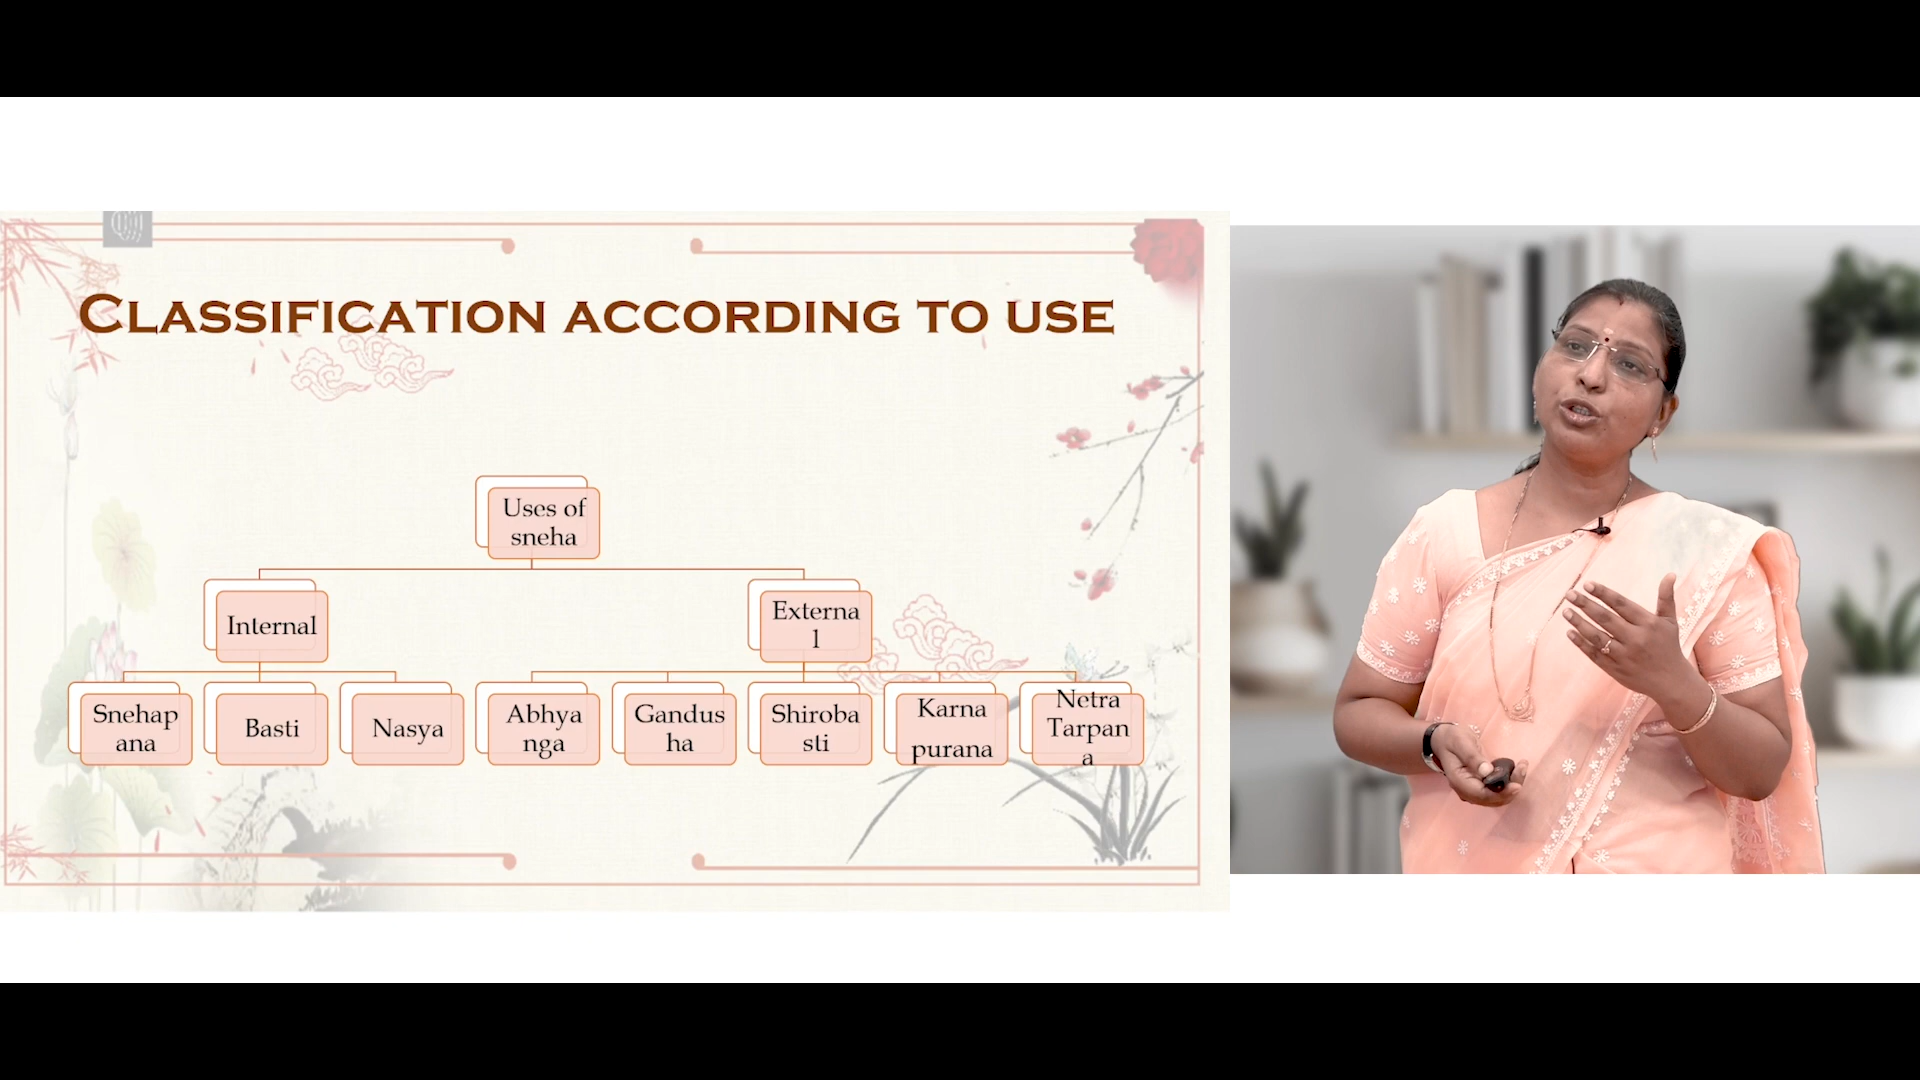 CLASSIFICATION ACCORDING TO USE
Uses of
sneha
Internal
Externa
l
Snehap
ana
Basti
Nasya
Abhya
nga
Gandus
ha
Shiroba
sti
Karna
purana
Netra
Tarpan
a